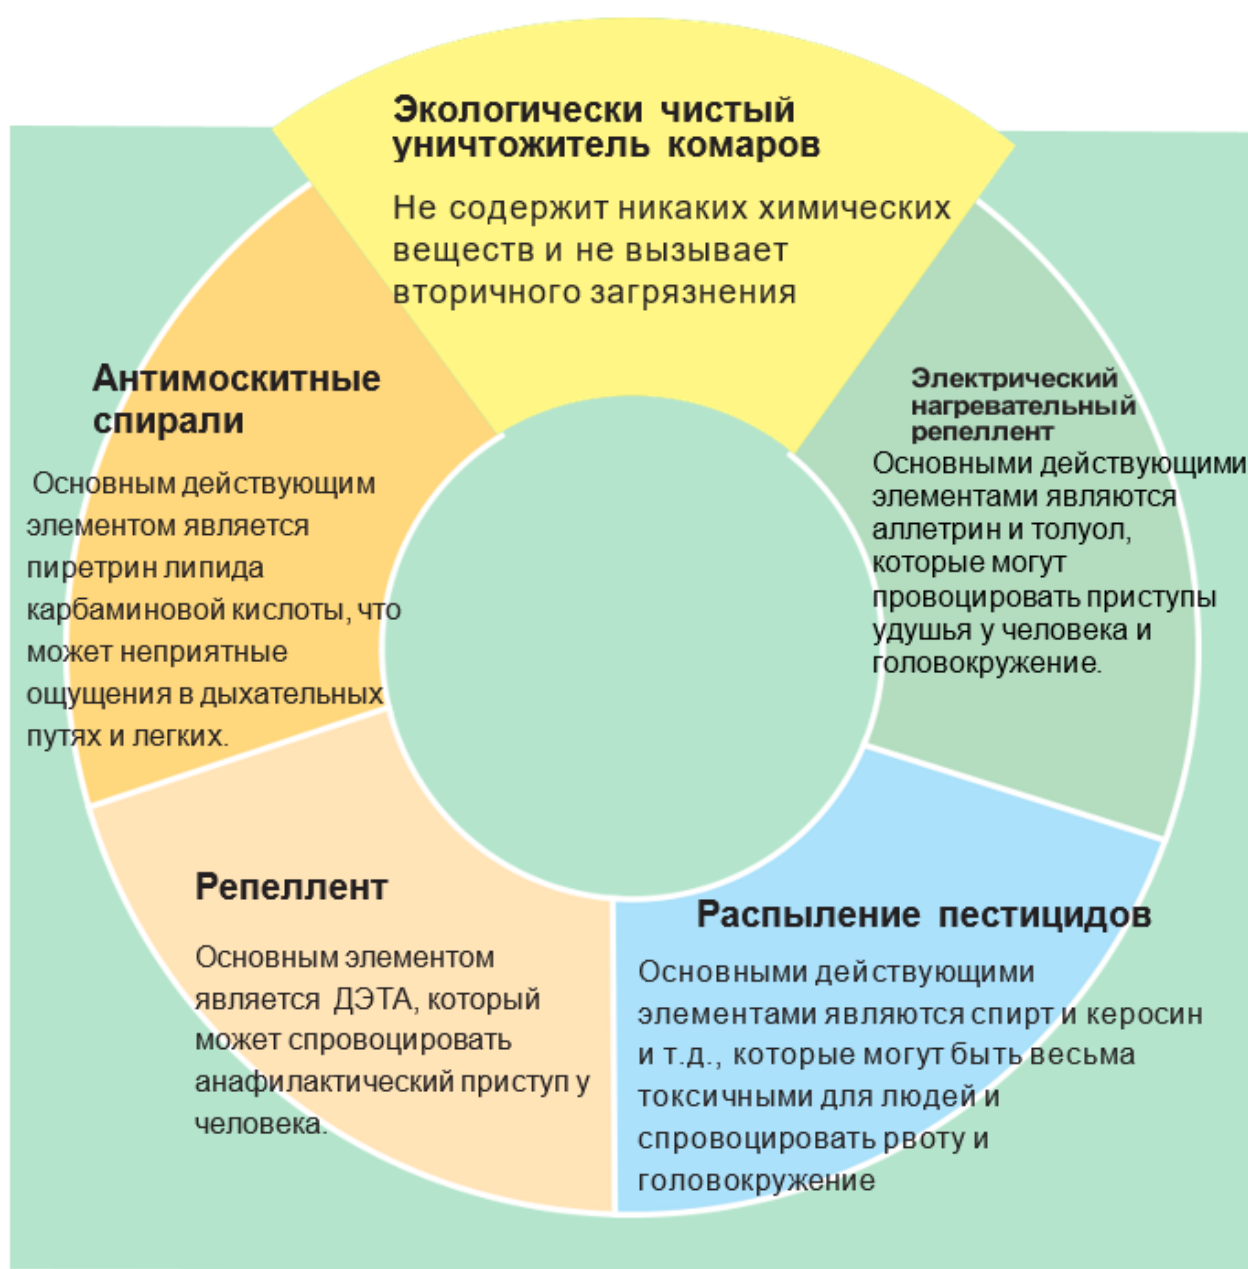 Экологически чистый
уничтожитель комаров
Не содержит никаких химических
веществ и не вызывает
вторичного загрязнения
Антимоскитные
спирали
Основным действующим
элементом является
пиретрин липида
карбаминовой кислоты, что
может неприятные
ощущения в дыхательных
путях и легких.
Электрический
нагревательный
репеллент
Основными действующими
элементами являются
аллетрин и толуол,
которые могут
провоцировать приступы
удушья у человека и
головокружение.
Репеллент
Основным элементом
является ДЭТА, который
может спровоцировать
анафилактический приступ у
человека.
Распыление пестицидов
Основными действующими
элементами являются спирт и керосин
и т.д., которые могут быть весьма
токсичными для людей и
спровоцировать рвоту и
головокружение